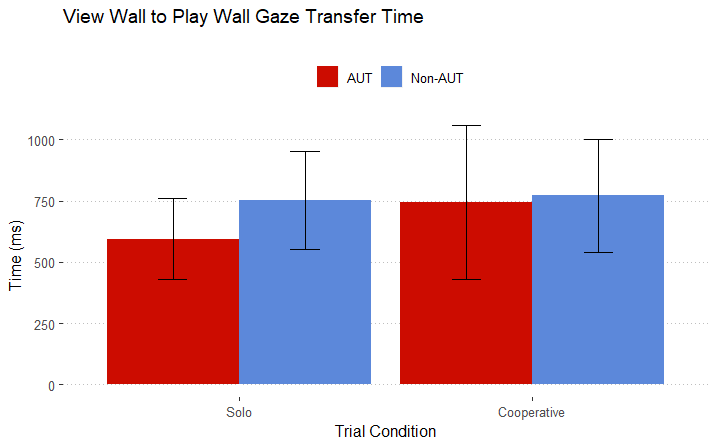 View Wall to Play Wall Gaze Transfer Time
AUT Non-AUT
Time (ms)
1000
750
500
250
0
Solo Cooperative
Trial Condition